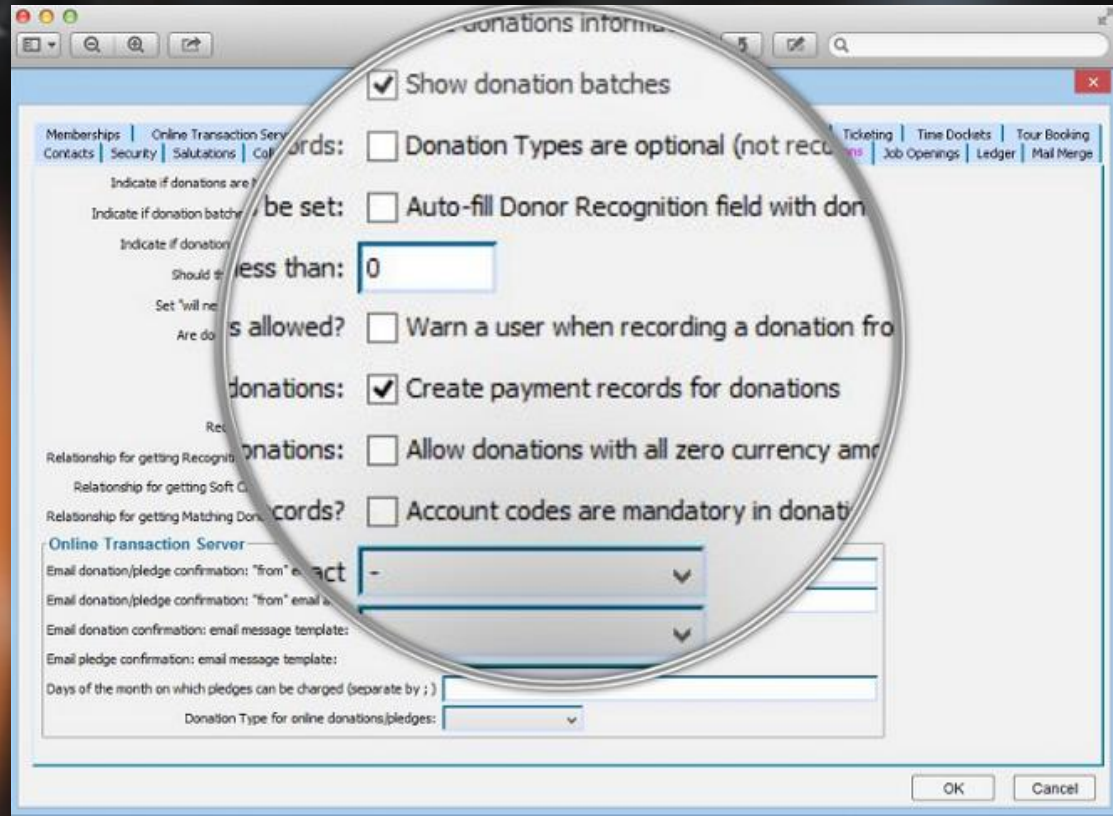 donations inform
Show donation batches
Memberships | Online Transaction Serv
Ticketing | Time Dockets | Tour Booking
Contacts | Security | Salutations | Col
ords: Donation Types are optional (not rec
ns | Job Openings | Ledger | Mail Merge
Indicate if donations are
Indicate if donation batche
be set: Auto-fill Donor Recognition field with don
Indicate if donation
Should th
less than: 0
Set "will ne
Are do
s allowed? Warn a user when recording a donation fro
donations: Create payment records for donations
Rec
Relationship for getting Recogniti
onations: Allow donations with all zero currency amo
Relationship for getting Soft C
Relationship for getting Matching Don
cords? Account codes are mandatory in donati
Online Transaction Server
Email donation/pledge confirmation: "from" e
act -
Email donation/pledge confirmation: "from" email a
Email donation confirmation: email message template:
Email pledge confirmation: email message template:
Days of the month on which pledges can be charged (separate by ; )
Donation Type for online donations/pledges:
OK Cancel